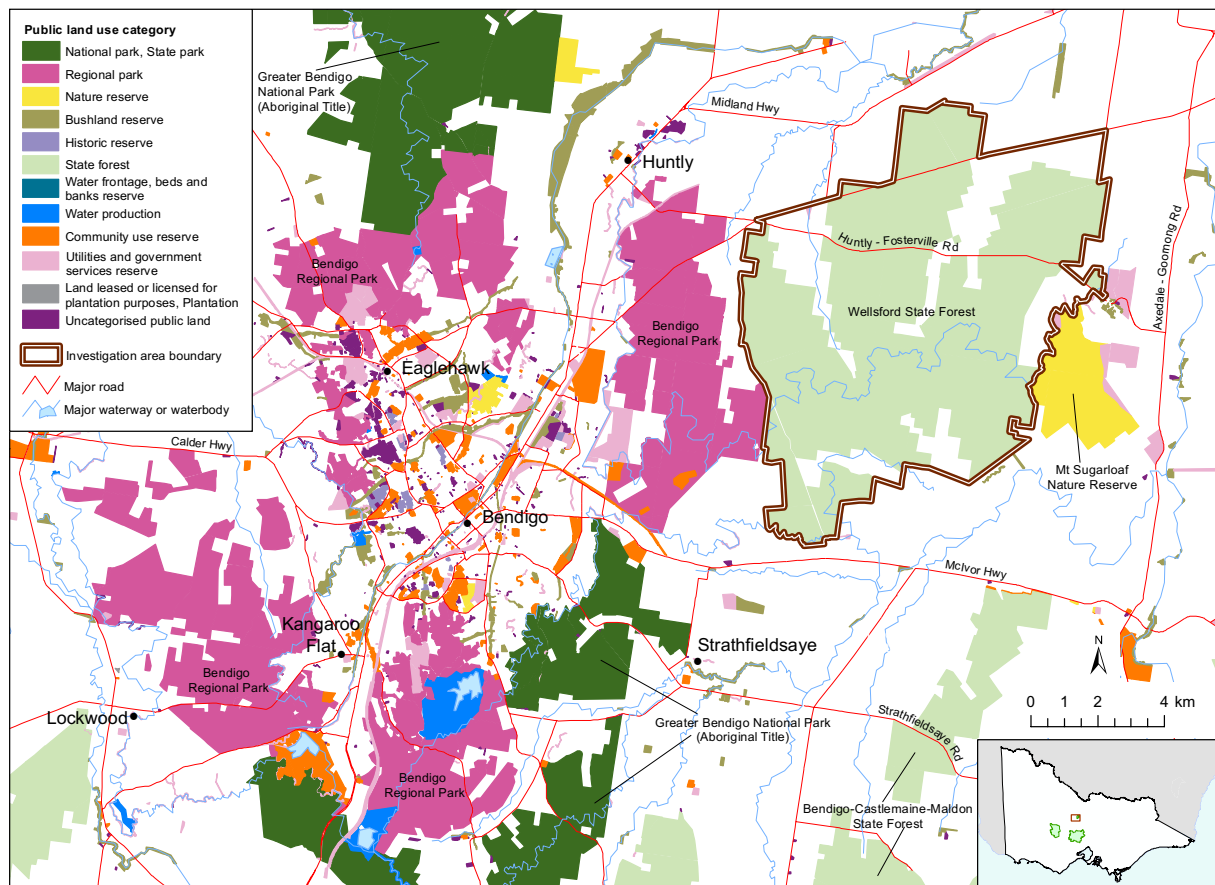 Public land use category
National park, State park
Regional park
Nature reserve
Bushland reserve
Historic reserve
State forest
Water frontage, beds and
banks reserve
Water production
Community use reserve
Utilities and government
services reserve
Land leased or licensed for
plantation purposes, Plantation
Uncategorised public land
Investigation area boundary
Major road
Major waterway or waterbody
Greater Bendigo
National Park
(Aboriginal Title)
Midland Hwy
Huntly
Huntly - Fosterville Rd
Axedale - Goornong Rd
Bendigo
Regional Park
Bendigo
Regional Park
Wellsford State Forest
Eaglehawk
Calder Hwy
Mt Sugarloaf
Nature Reserve
Bendigo
McIvor Hwy
Kangaroo
Flat
Strathfieldsaye
Bendigo
Regional Park
Lockwood
Greater Bendigo National Park
(Aboriginal Title)
Strathfieldsaye Rd
Bendigo
Regional Park
Bendigo-Castlemaine-Maldon
State Forest
N
0 1 2 4 km